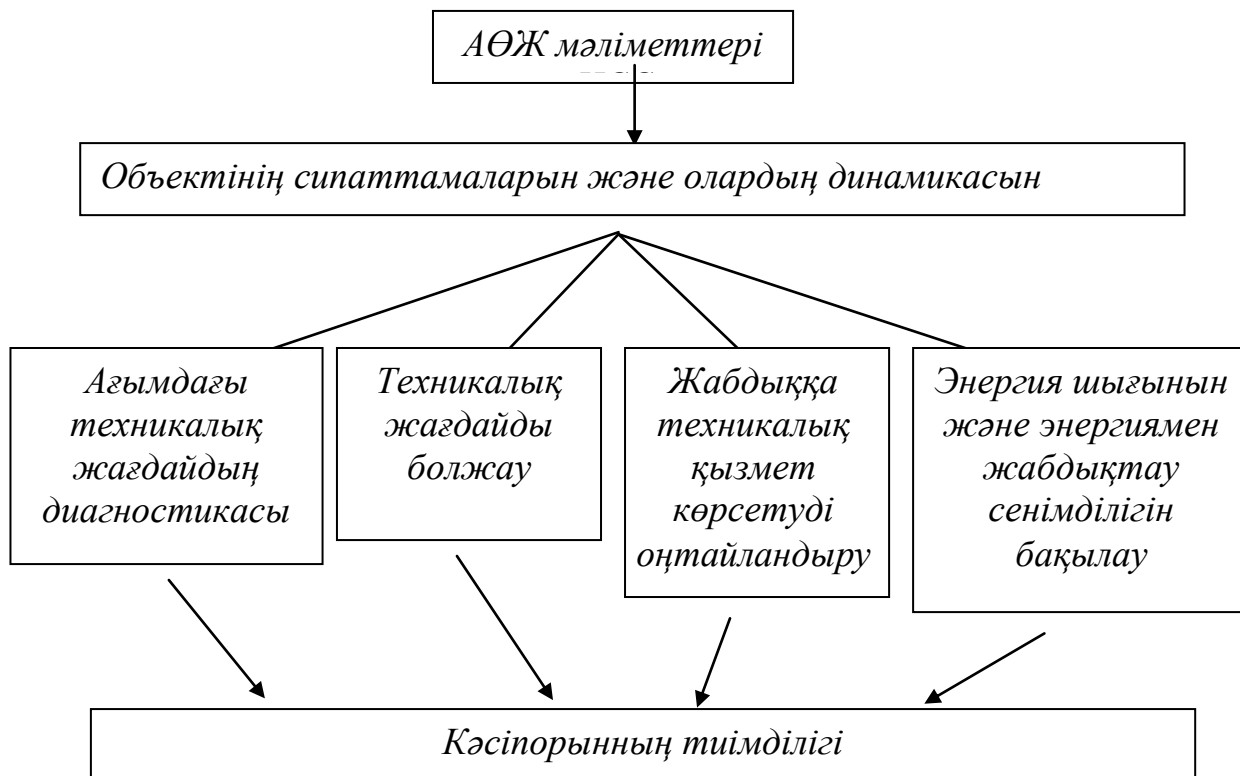 АӨЖ мәліметтері
Объектінің сипаттамаларын және олардың динамикасын
Ағымдағы
техникалық
жағдайдың
диагностикасы
Техникалық
жағдайды
болжау
Жабдыққа
техникалық
қызмет
көрсетуді
оңтайландыру
Энергия шығынын
және энергиямен
жабдықтау
сенімділігін
бақылау
Кәсіпорынның тиімділігі